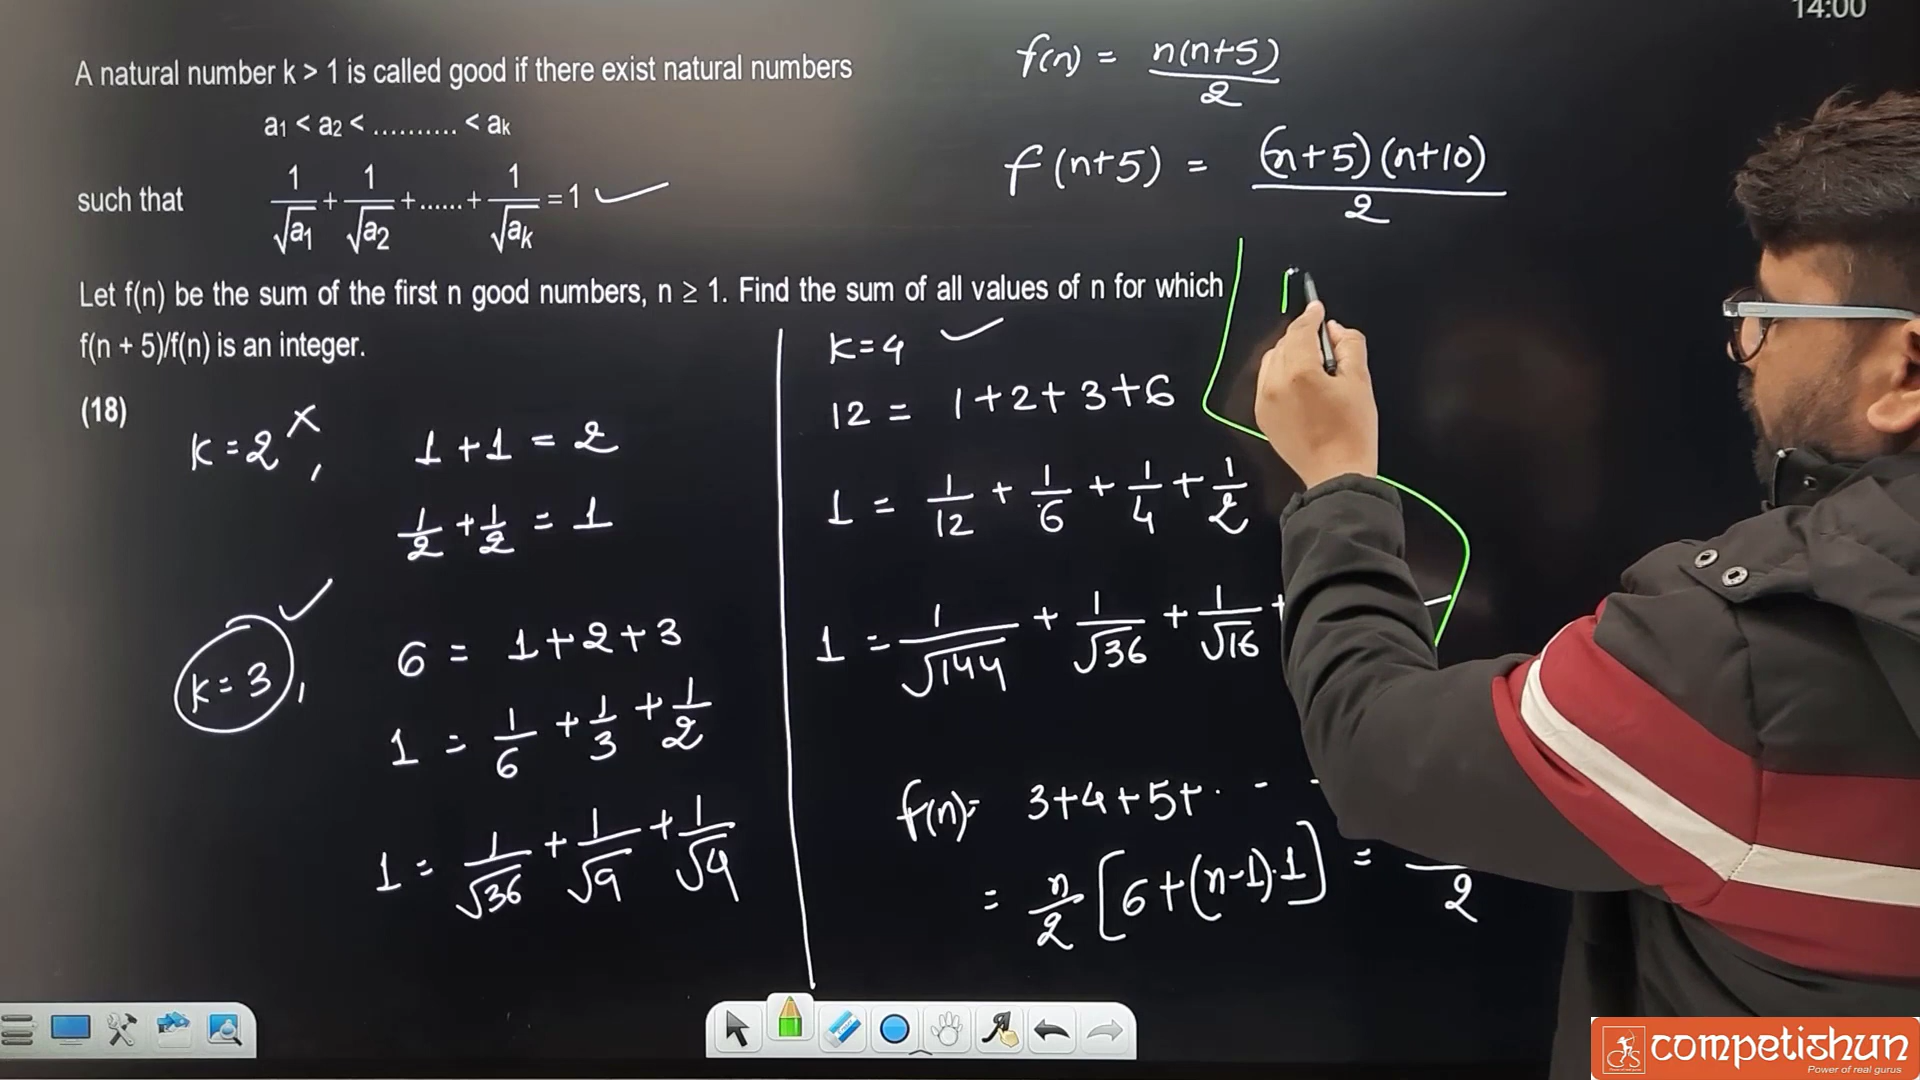 14:00
A natural number k > 1 is called good if there exist natural numbers
a1 < a2 < .......... < ak
such that 1/√a1 + 1/√a2 + ...... + 1/√ak = 1
Let f(n) be the sum of the first n good numbers, n ≥ 1. Find the sum of all values of n for which
f(n + 5)/f(n) is an integer.
(18)
k=2 ×,
1+1 = 2
1/2 + 1/2 = 1
k=3,
6 = 1+2+3
1 = 1/6 + 1/3 + 1/2
1 = 1/√36 + 1/√9 + 1/√4
k=4
12 = 1+2+3+6
1 = 1/12 + 1/6 + 1/4 + 1/2
1 = 1/√144 + 1/√36 + 1/√16 +
f(n)= 3+4+5+. - -
= n/2 [6+(n-1).1] = 2
f(n) = n(n+5)/2
f(n+5) = (n+5)(n+10)/2
competishun
Power of real gurus